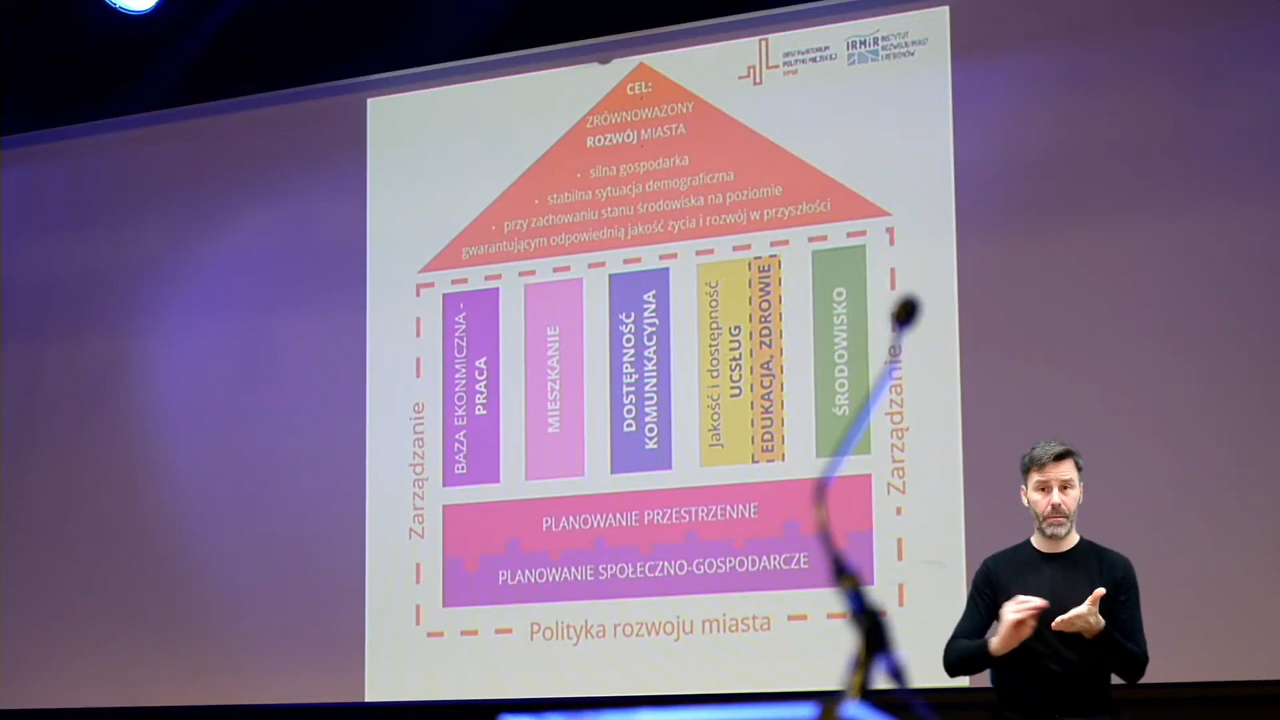 OBSERWATORIUM
POLITYKI MIEJSKIEJ
IRMiR
IRMiR
INSTYTUT
ROZWOJU MIAST
I REGIONÓW
CEL:
ZRÓWNOWAŻONY
ROZWÓJ MIASTA
• silna gospodarka
• stabilna sytuacja demograficzna
• przy zachowaniu stanu środowiska na poziomie
gwarantującym odpowiednią jakość życia i rozwój w przyszłości
Zarządzanie
BAZA EKONMICZNA -
PRACA
MIESZKANIE
DOSTĘPNOŚĆ
KOMUNIKACYJNA
Jakość i dostępność
UCSŁUG
EDUKACJA, ZDROWIE
ŚRODOWISKO
Zarządzanie
PLANOWANIE PRZESTRZENNE
PLANOWANIE SPOŁECZNO-GOSPODARCZE
Polityka rozwoju miasta